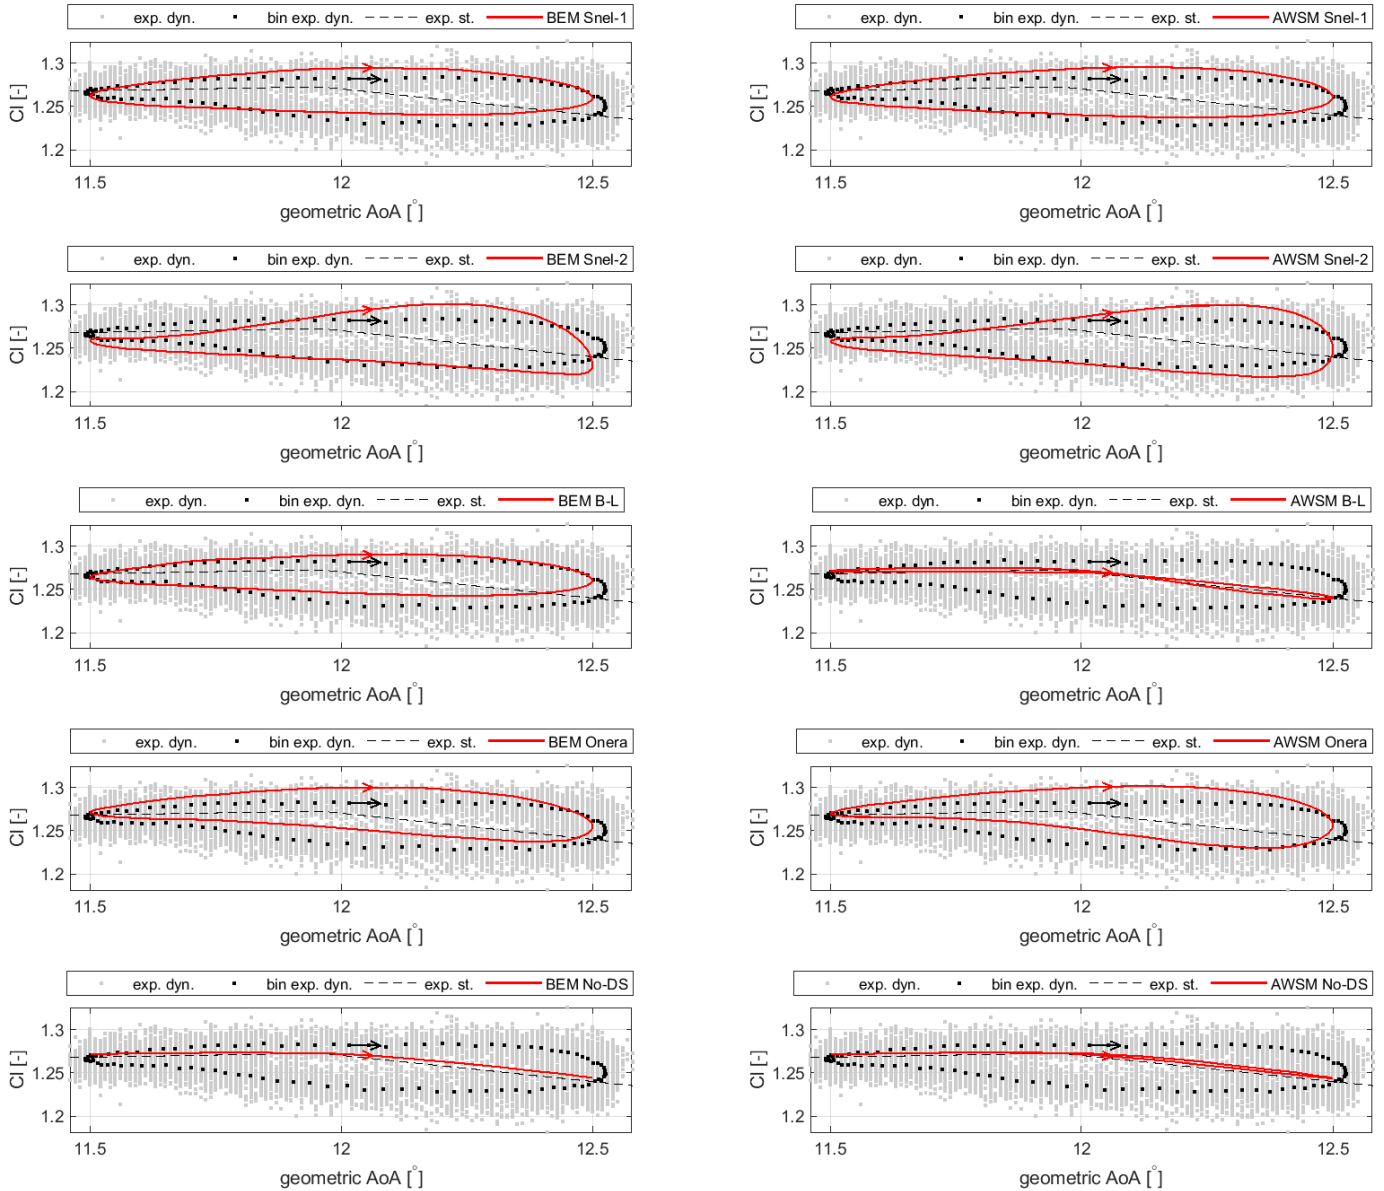 exp. dyn. bin exp. dyn. exp. st. BEM Snel-1
1.3
1.25
1.2
Cl [-]
11.5 12 12.5
geometric AoA [°]
exp. dyn. bin exp. dyn. exp. st. AWSM Snel-1
1.3
1.25
1.2
Cl [-]
11.5 12 12.5
geometric AoA [°]
exp. dyn. bin exp. dyn. exp. st. BEM Snel-2
1.3
1.25
1.2
Cl [-]
11.5 12 12.5
geometric AoA [°]
exp. dyn. bin exp. dyn. exp. st. AWSM Snel-2
1.3
1.25
1.2
Cl [-]
11.5 12 12.5
geometric AoA [°]
exp. dyn. bin exp. dyn. exp. st. BEM B-L
1.3
1.25
1.2
Cl [-]
11.5 12 12.5
geometric AoA [°]
exp. dyn. bin exp. dyn. exp. st. AWSM B-L
1.3
1.25
1.2
Cl [-]
11.5 12 12.5
geometric AoA [°]
exp. dyn. bin exp. dyn. exp. st. BEM Onera
1.3
1.25
1.2
Cl [-]
11.5 12 12.5
geometric AoA [°]
exp. dyn. bin exp. dyn. exp. st. AWSM Onera
1.3
1.25
1.2
Cl [-]
11.5 12 12.5
geometric AoA [°]
exp. dyn. bin exp. dyn. exp. st. BEM No-DS
1.3
1.25
1.2
Cl [-]
11.5 12 12.5
geometric AoA [°]
exp. dyn. bin exp. dyn. exp. st. AWSM No-DS
1.3
1.25
1.2
Cl [-]
11.5 12 12.5
geometric AoA [°]